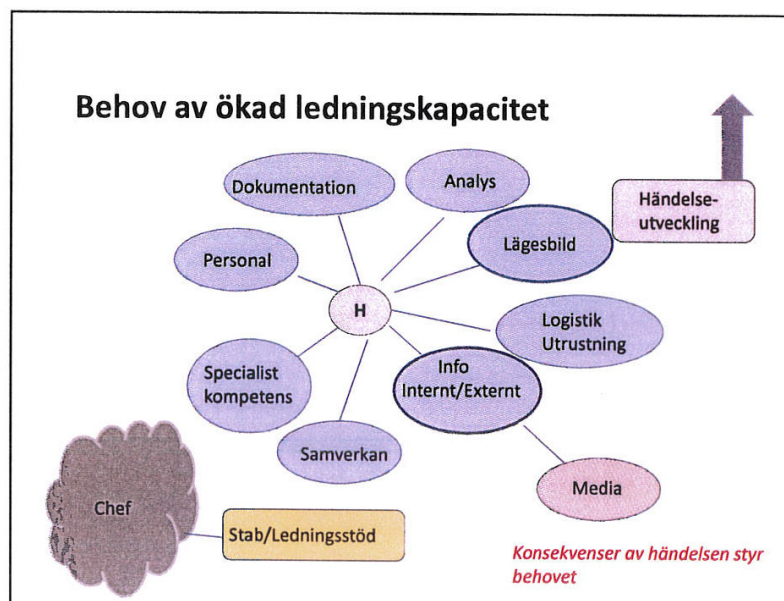 Behov av ökad ledningskapacitet
Dokumentation
Analys
Händelse-
utveckling
Lägesbild
Personal
H
Logistik
Utrustning
Info
Internt/Externt
Specialist
kompetens
Samverkan
Media
Chef
Stab/Ledningsstöd
Konsekvenser av händelsen styr
behovet